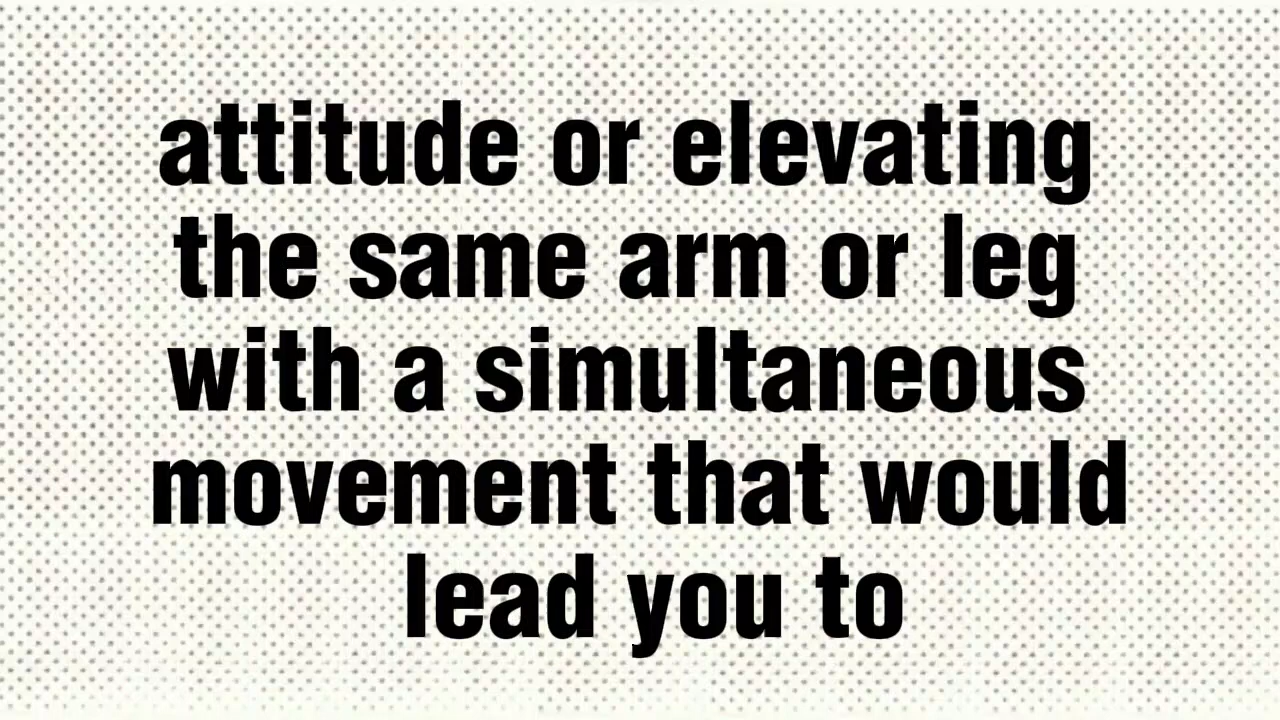 attitude or elevating
the same arm or leg
with a simultaneous
movement that would
lead you to